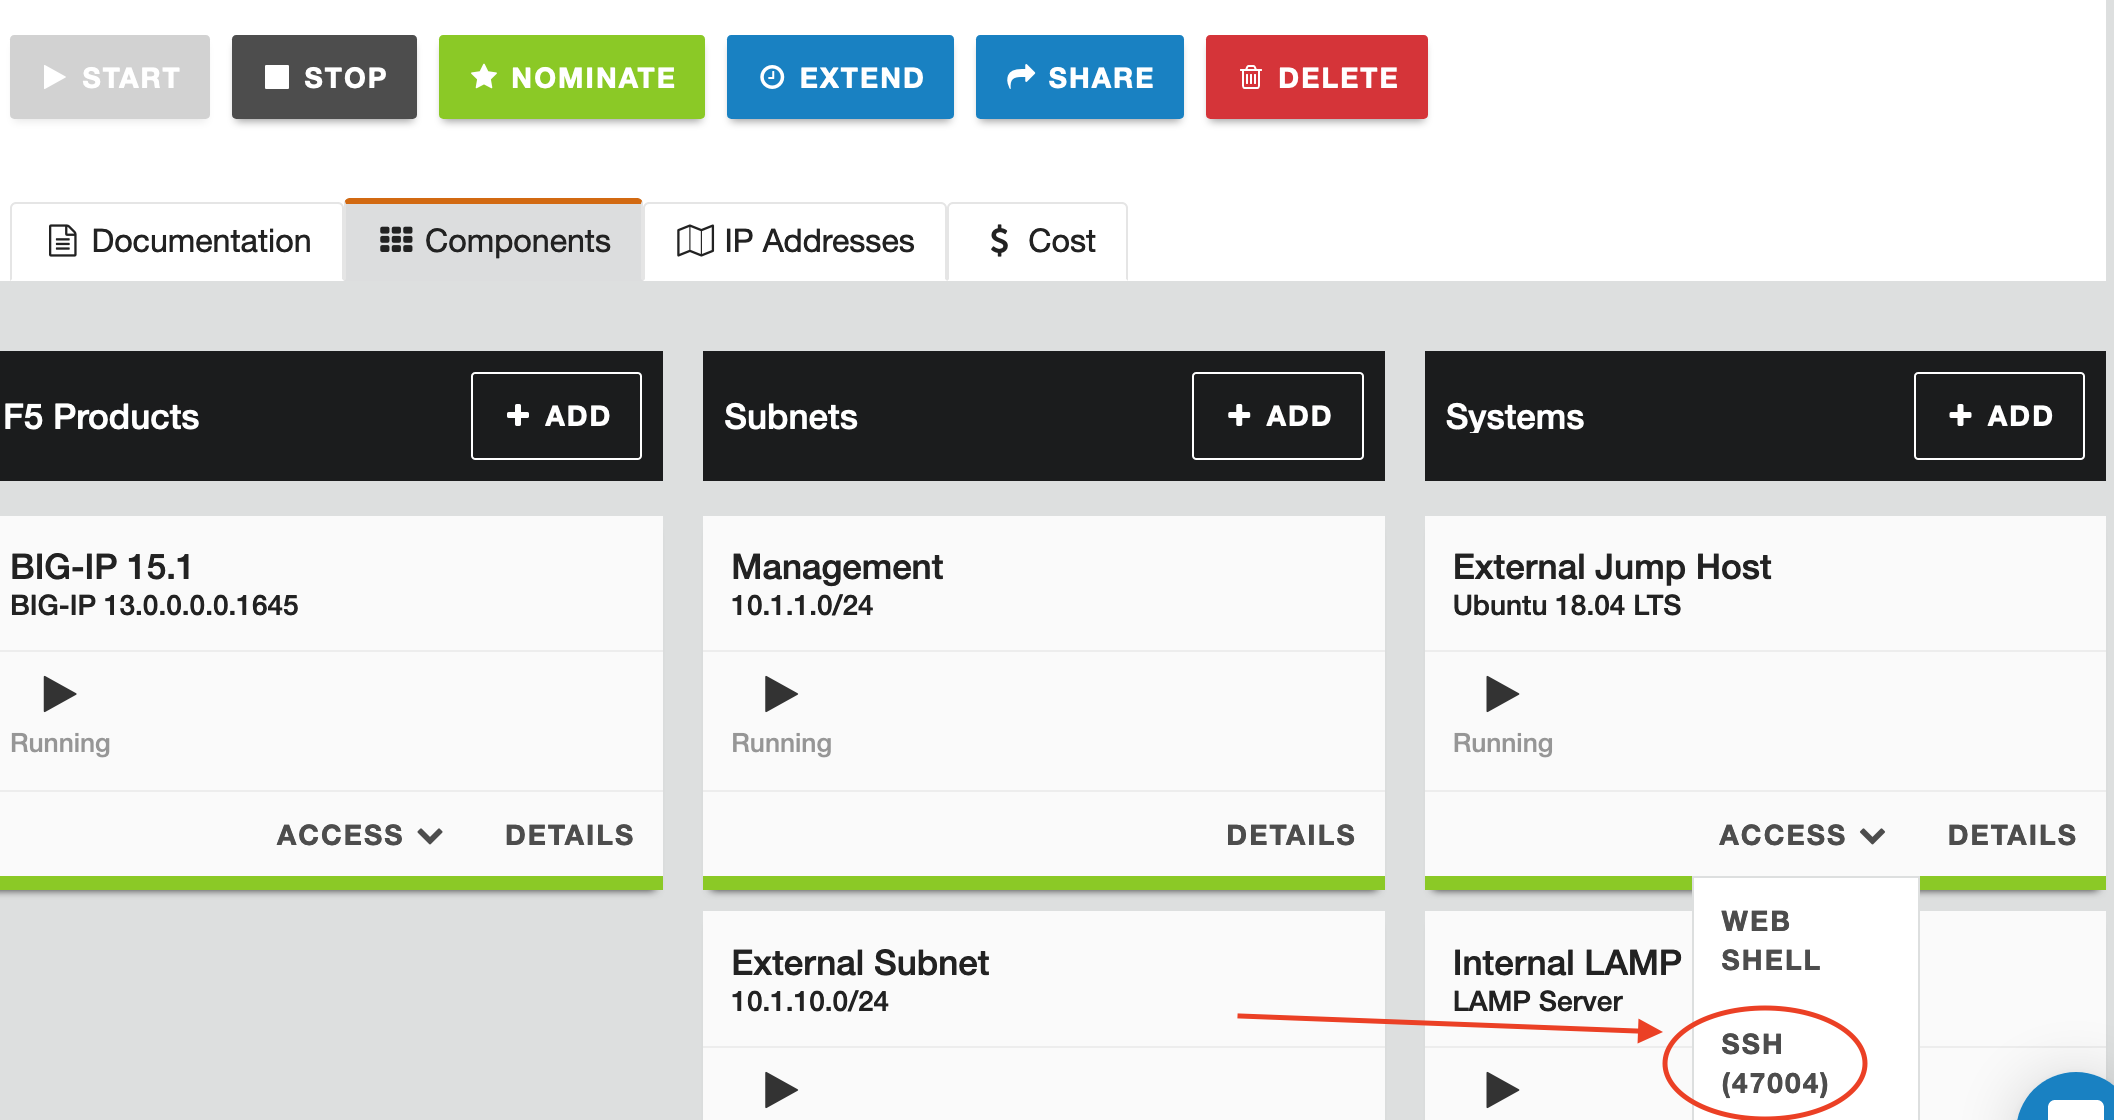 START STOP NOMINATE EXTEND SHARE DELETE
Documentation Components IP Addresses $ Cost
F5 Products + ADD
BIG-IP 15.1
BIG-IP 13.0.0.0.0.1645
Running
ACCESS DETAILS
Subnets + ADD
Management
10.1.1.0/24
Running
DETAILS
External Subnet
10.1.10.0/24
Systems + ADD
External Jump Host
Ubuntu 18.04 LTS
Running
ACCESS DETAILS
WEB
SHELL
SSH
(47004)
Internal LAMP
LAMP Server